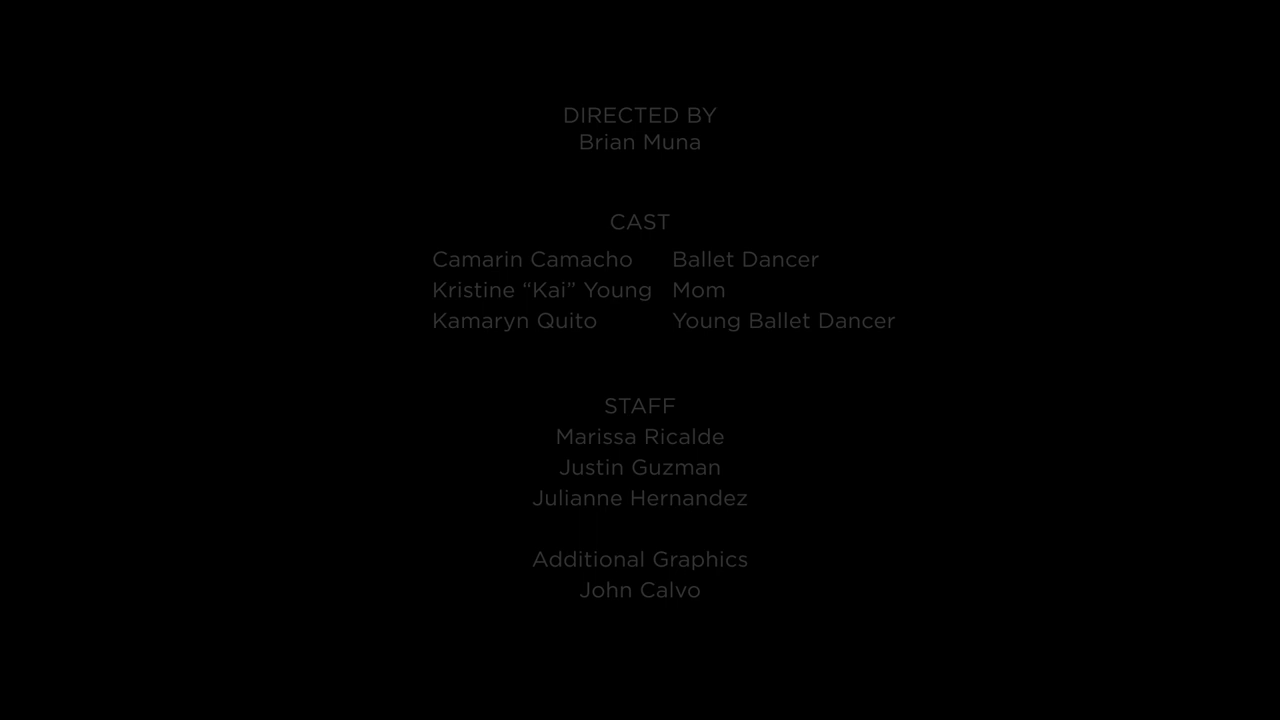 DIRECTED BY
Brian Muna
CAST
Camarin Camacho Ballet Dancer
Kristine “Kai” Young Mom
Kamaryn Quito Young Ballet Dancer
STAFF
Marissa Ricalde
Justin Guzman
Julianne Hernandez
Additional Graphics
John Calvo